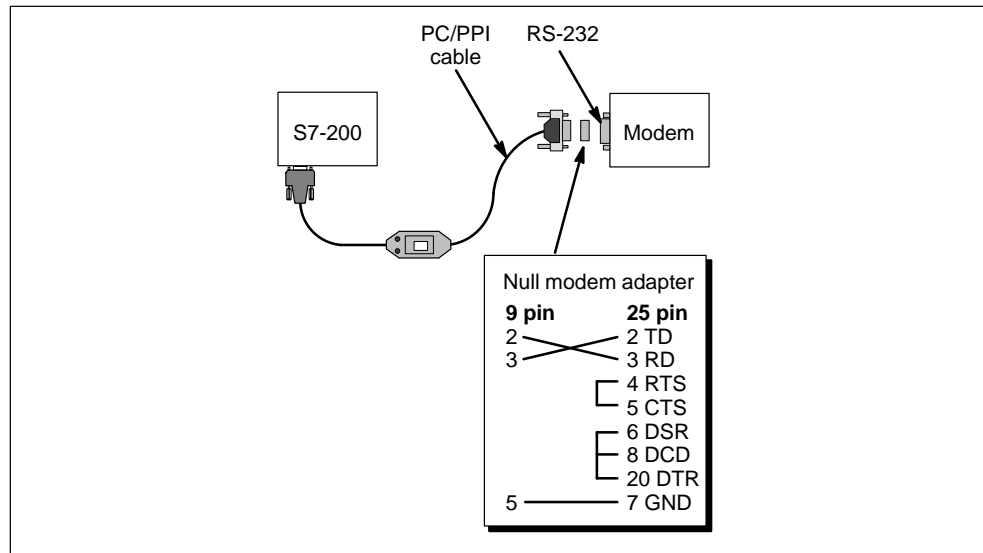 PC/PPI
cable
RS-232
S7-200
Modem
Null modem adapter
9 pin 25 pin
2 2 TD
3 3 RD
4 RTS
5 CTS
6 DSR
8 DCD
20 DTR
5 7 GND